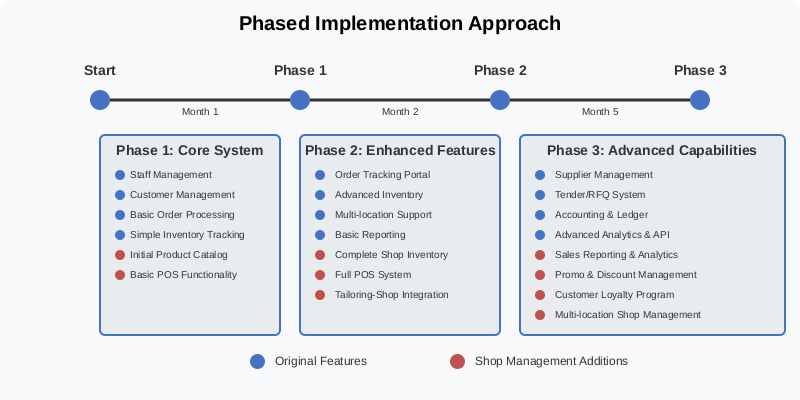 Phased Implementation Approach
Start
Phase 1
Phase 2
Phase 3
Month 1
Month 2
Month 5
Phase 1: Core System
Staff Management
Customer Management
Basic Order Processing
Simple Inventory Tracking
Initial Product Catalog
Basic POS Functionality
Phase 2: Enhanced Features
Order Tracking Portal
Advanced Inventory
Multi-location Support
Basic Reporting
Complete Shop Inventory
Full POS System
Tailoring-Shop Integration
Phase 3: Advanced Capabilities
Supplier Management
Tender/RFQ System
Accounting & Ledger
Advanced Analytics & API
Sales Reporting & Analytics
Promo & Discount Management
Customer Loyalty Program
Multi-location Shop Management
Original Features
Shop Management Additions